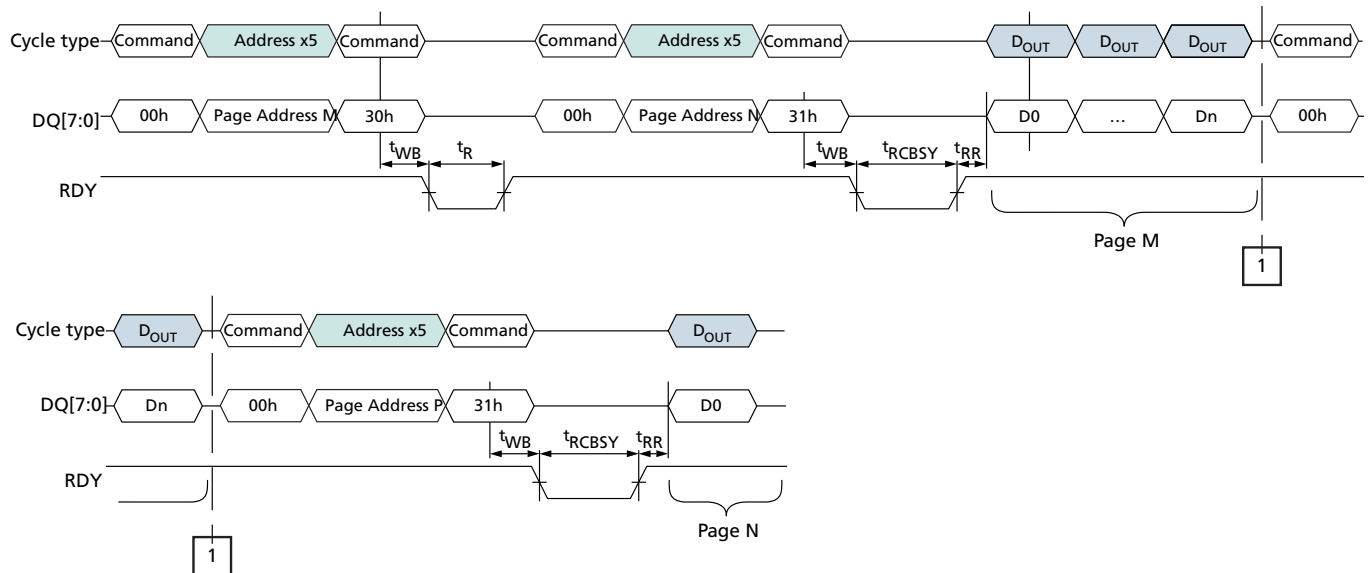 Cycle type Command Address x5 Command Command Address x5 Command DOUT DOUT DOUT Command
DQ[7:0] 00h Page Address M 30h 00h Page Address N 31h D0 … Dn 00h
tWB tR tWB tRCBSY tRR
RDY
Page M
1
Cycle type DOUT Command Address x5 Command DOUT
DQ[7:0] Dn 00h Page Address P 31h D0
tWB tRCBSY tRR
RDY
Page N
1